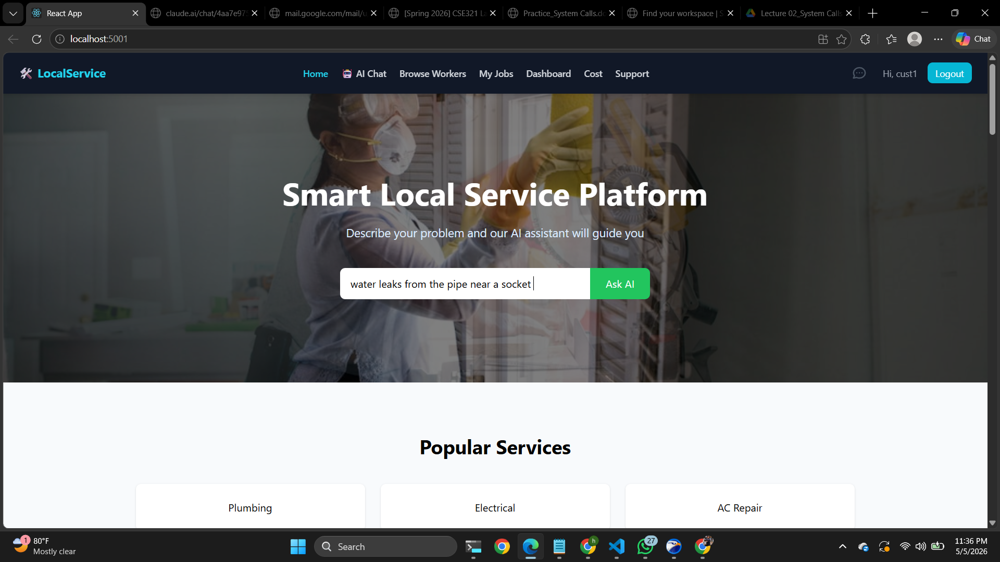 React App
claude.ai/chat/4aa7e97
mail.google.com/mail/u
[Spring 2026] CSE321 La
Practice_System Calls.do
Find your workspace | S
Lecture 02_System Calls
localhost:5001
Chat
LocalService
Home
AI Chat
Browse Workers
My Jobs
Dashboard
Cost
Support
Hi, cust1
Logout
Smart Local Service Platform
Describe your problem and our AI assistant will guide you
water leaks from the pipe near a socket
Ask AI
Popular Services
Plumbing
Electrical
AC Repair
1
80°F
Mostly clear
Search
h
27
11:36 PM
5/5/2026